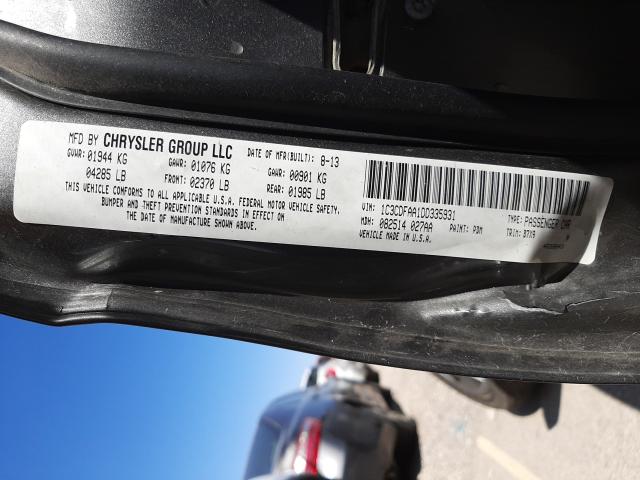 MFD BY CHRYSLER GROUP LLC DATE OF MFR(BUILT): 8-13
GVWR: 01944 KG GAWR: 01076 KG GAWR: 00901 KG
04285 LB FRONT: 02370 LB REAR: 01985 LB
THIS VEHICLE CONFORMS TO ALL APPLICABLE U.S.A. FEDERAL MOTOR VEHICLE SAFETY,
BUMPER AND THEFT PREVENTION STANDARDS IN EFFECT ON
THE DATE OF MANUFACTURE SHOWN ABOVE.
VIN: 1C3CDFAA1DD335931 TYPE: PASSENGER CAR
MDH: 082514 027AA PAINT: PDM TRIM: B7X9
VEHICLE MADE IN U.S.A.